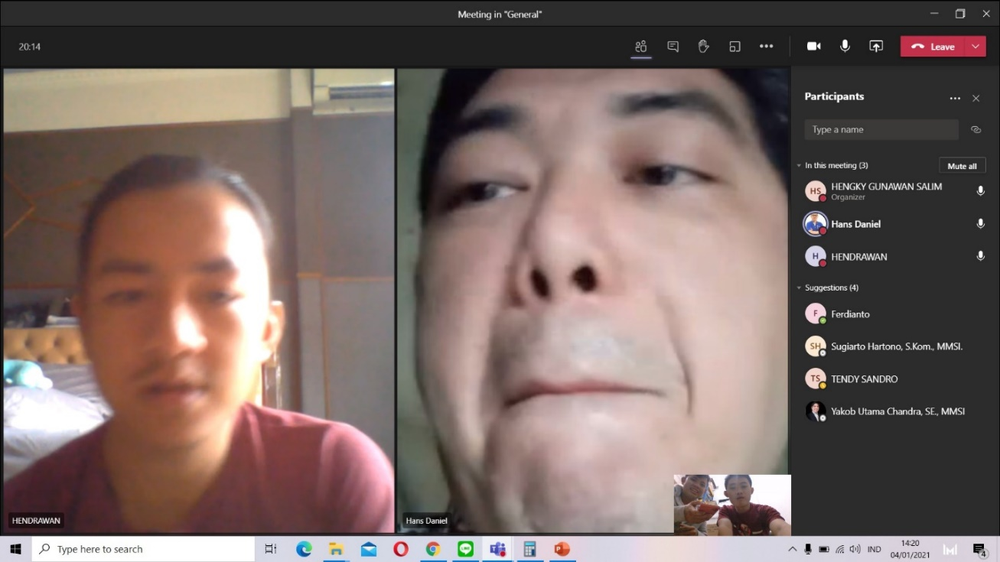 Meeting in "General"
20:14
Leave
Participants
Type a name
In this meeting (3)
Mute all
HS
HENGKY GUNAWAN SALIM
Organizer
Hans Daniel
H
HENDRAWAN
Suggestions (4)
F
Ferdianto
SH
Sugiarto Hartono, S.Kom., MMSI.
TS
TENDY SANDRO
Yakob Utama Chandra, SE., MMSI
HENDRAWAN
Hans Daniel
Type here to search
IND
14:20
04/01/2021
4